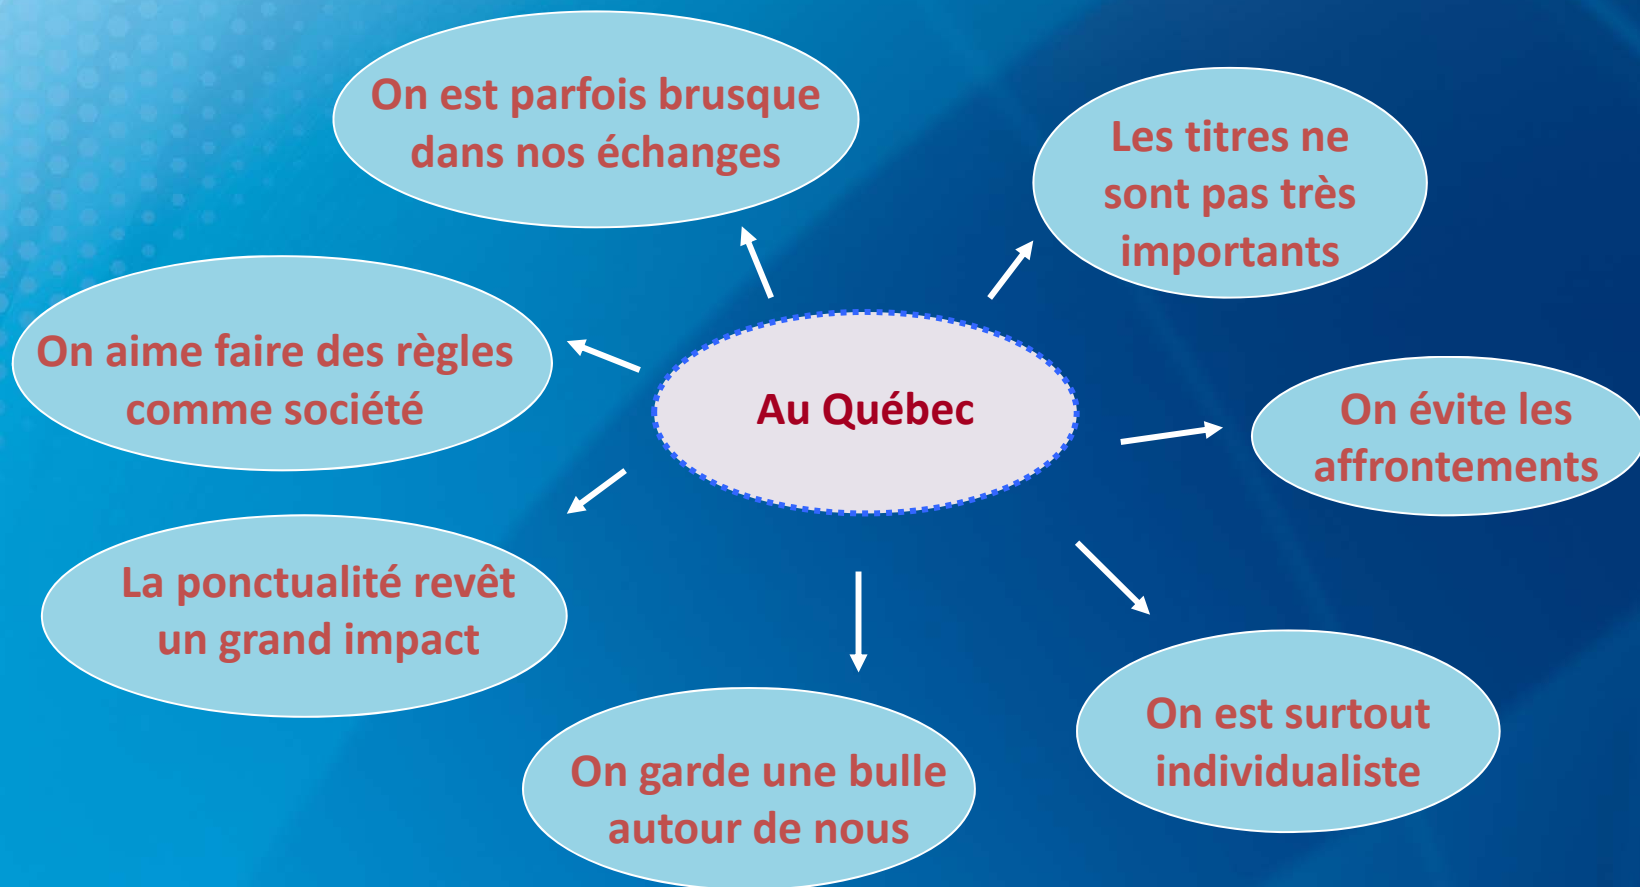 On est parfois brusque
dans nos échanges
Les titres ne
sont pas très
importants
On aime faire des règles
comme société
Au Québec
On évite les
affrontements
La ponctualité revêt
un grand impact
On est surtout
individualiste
On garde une bulle
autour de nous